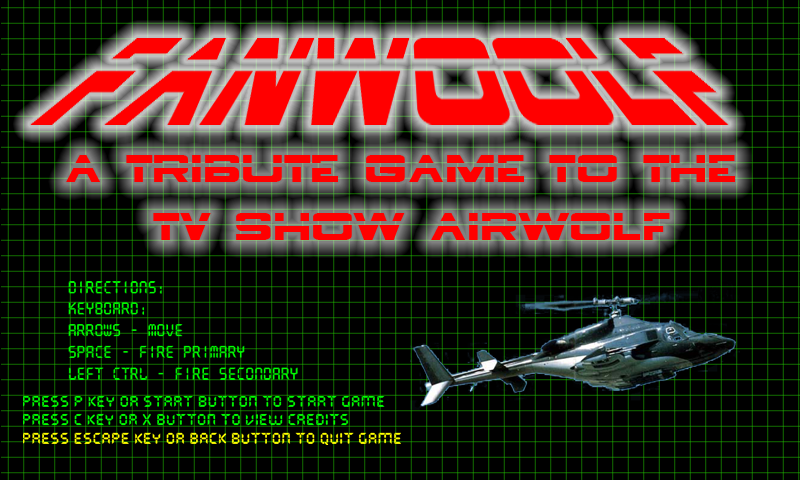 FANWOOLF
A TRIBUTE GAME TO THE
TV SHOW AIRWOLF
DIRECTIONS:
KEYBOARD:
ARROWS - MOVE
SPACE - FIRE PRIMARY
LEFT CTRL - FIRE SECONDARY
PRESS P KEY OR START BUTTON TO START GAME
PRESS C KEY OR X BUTTON TO VIEW CREDITS
PRESS ESCAPE KEY OR BACK BUTTON TO QUIT GAME